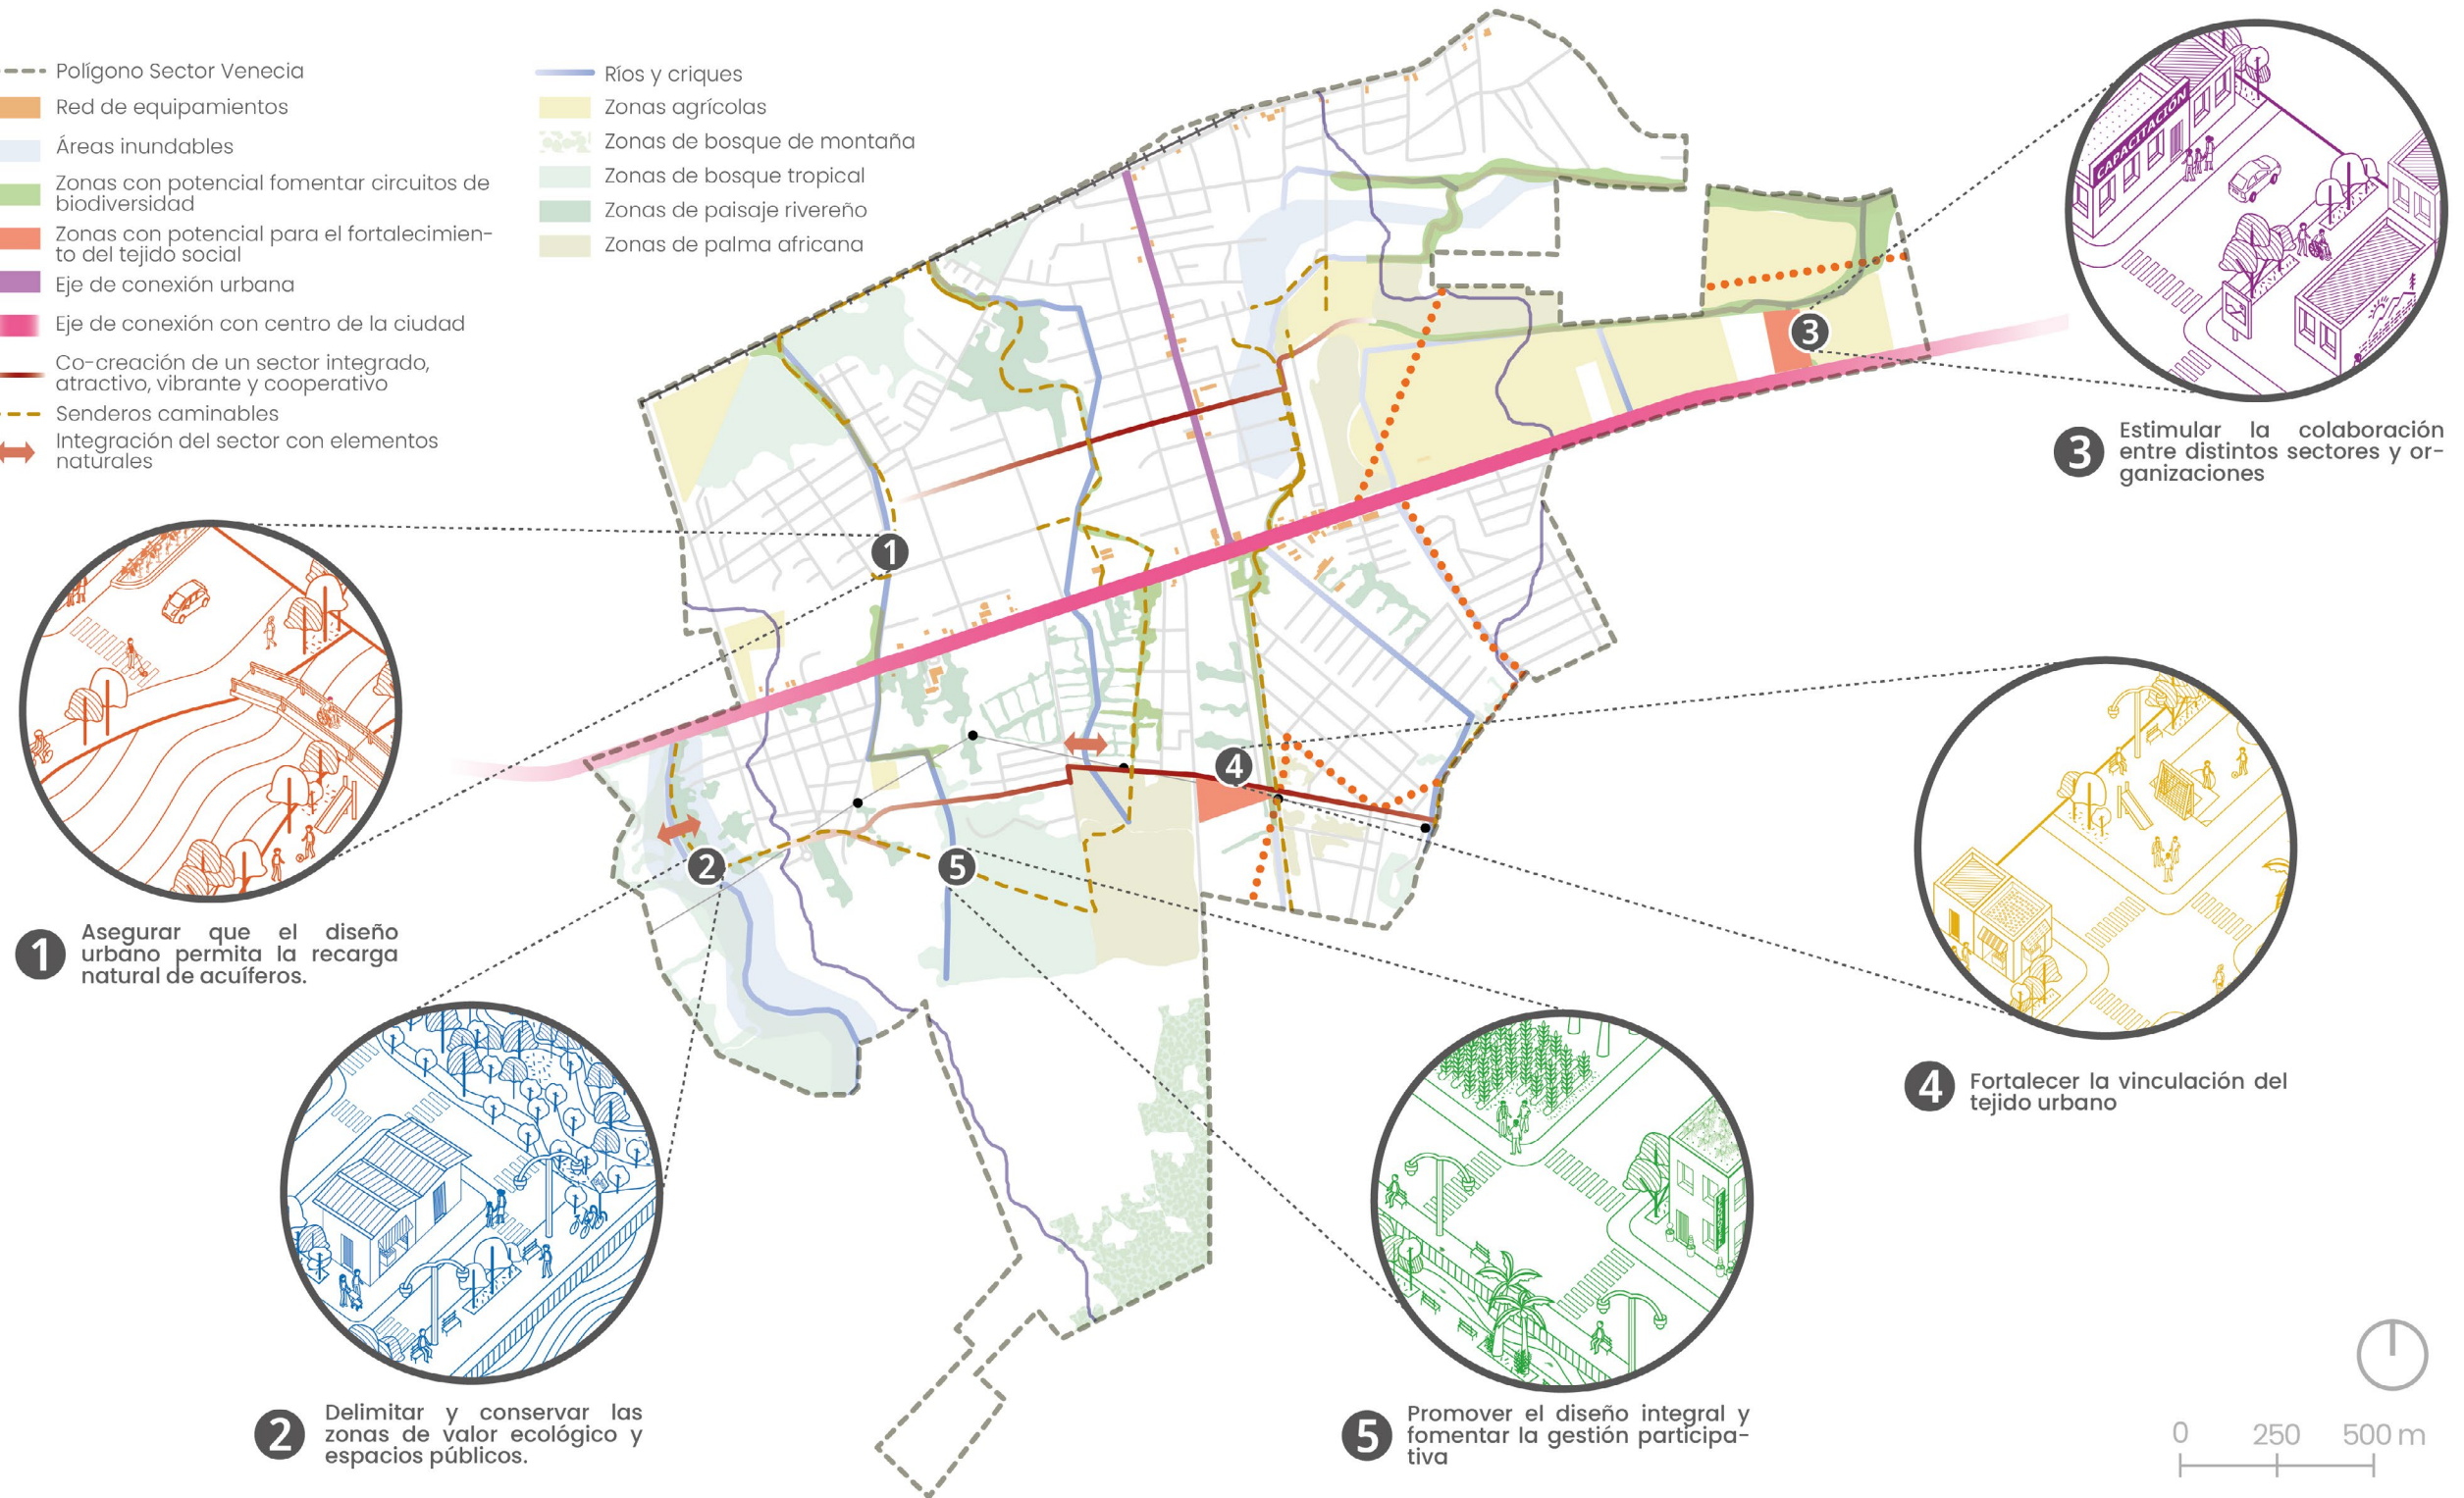 Polígono Sector Venecia
Red de equipamientos
Áreas inundables
Zonas con potencial fomentar circuitos de
biodiversidad
Zonas con potencial para el fortalecimien-
to del tejido social
Eje de conexión urbana
Eje de conexión con centro de la ciudad
Co-creación de un sector integrado,
atractivo, vibrante y cooperativo
Senderos caminables
Integración del sector con elementos
naturales
Ríos y criques
Zonas agrícolas
Zonas de bosque de montaña
Zonas de bosque tropical
Zonas de paisaje rivereño
Zonas de palma africana
CAPACITACIÓN
3
3 Estimular la colaboración
entre distintos sectores y or-
ganizaciones
1
4
2
5
1 Asegurar que el diseño
urbano permita la recarga
natural de acuíferos.
4 Fortalecer la vinculación del
tejido urbano
2 Delimitar y conservar las
zonas de valor ecológico y
espacios públicos.
5 Promover el diseño integral y
fomentar la gestión participa-
tiva
0 250 500 m